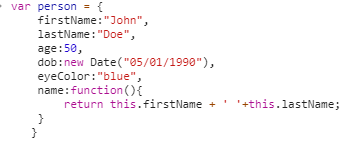 var person = {
firstName:"John",
lastName:"Doe",
age:50,
dob:new Date("05/01/1990"),
eyeColor:"blue",
name:function(){
return this.firstName + ' '+this.lastName;
}
}